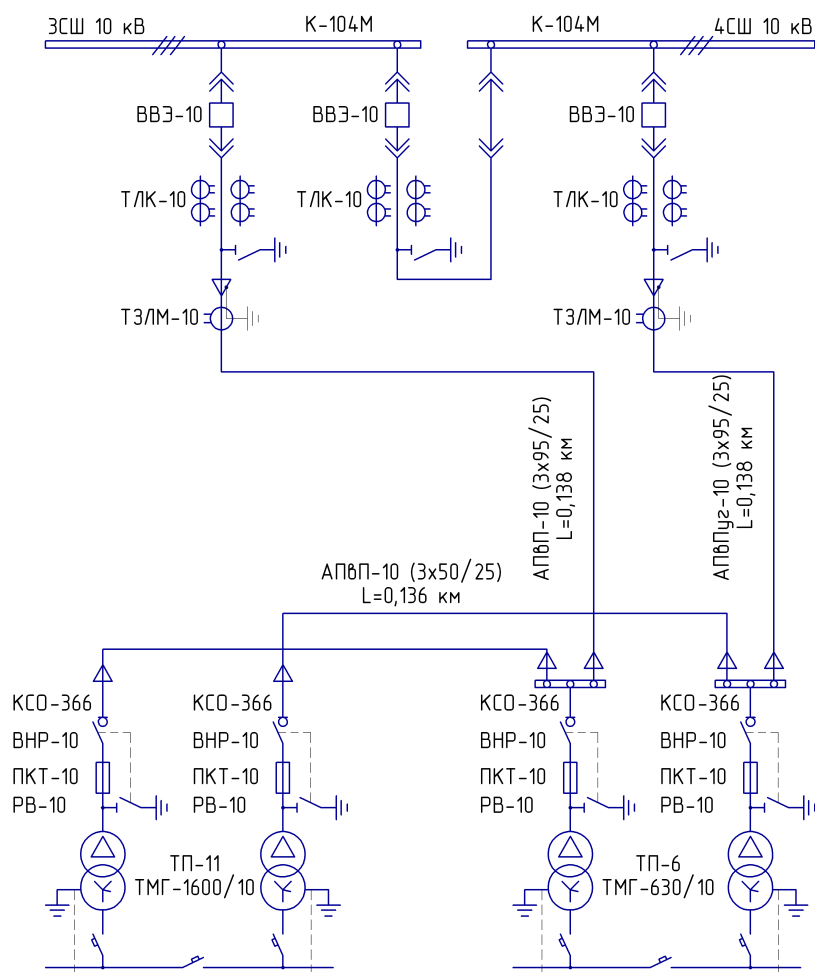 3СШ 10 кВ
К-104М
К-104М
4СШ 10 кВ
ВВЭ-10
ВВЭ-10
ВВЭ-10
ТЛК-10
ТЛК-10
ТЛК-10
ТЗЛМ-10
ТЗЛМ-10
АПвП-10 (3х95/25)
L=0,138 км
АПвПуг-10 (3х95/25)
L=0,138 км
АПвП-10 (3х50/25)
L=0,136 км
КСО-366
КСО-366
КСО-366
КСО-366
ВНР-10
ВНР-10
ВНР-10
ВНР-10
ПКТ-10
ПКТ-10
ПКТ-10
ПКТ-10
РВ-10
РВ-10
РВ-10
РВ-10
ТП-11
ТМГ-1600/10
ТП-6
ТМГ-630/10